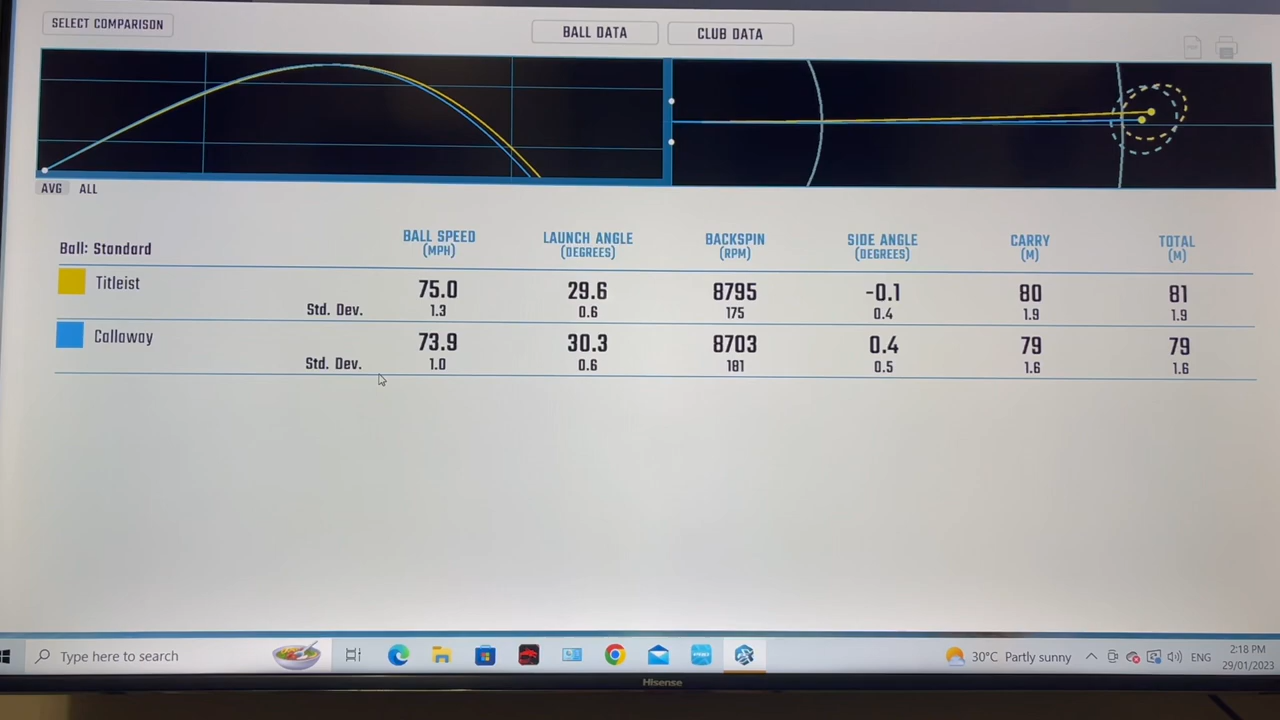 SELECT COMPARISON
BALL DATA
CLUB DATA
AVG ALL
Ball: Standard
BALL SPEED (MPH)
LAUNCH ANGLE (DEGREES)
BACKSPIN (RPM)
SIDE ANGLE (DEGREES)
CARRY (M)
TOTAL (M)
Titleist 75.0 29.6 8795 -0.1 80 81
Std. Dev. 1.3 0.6 175 0.4 1.9 1.9
Callaway 73.9 30.3 8703 0.4 79 79
Std. Dev. 1.0 0.6 181 0.5 1.6 1.6
Type here to search
30°C Partly sunny
ENG
2:18 PM
29/01/2023
Hisense